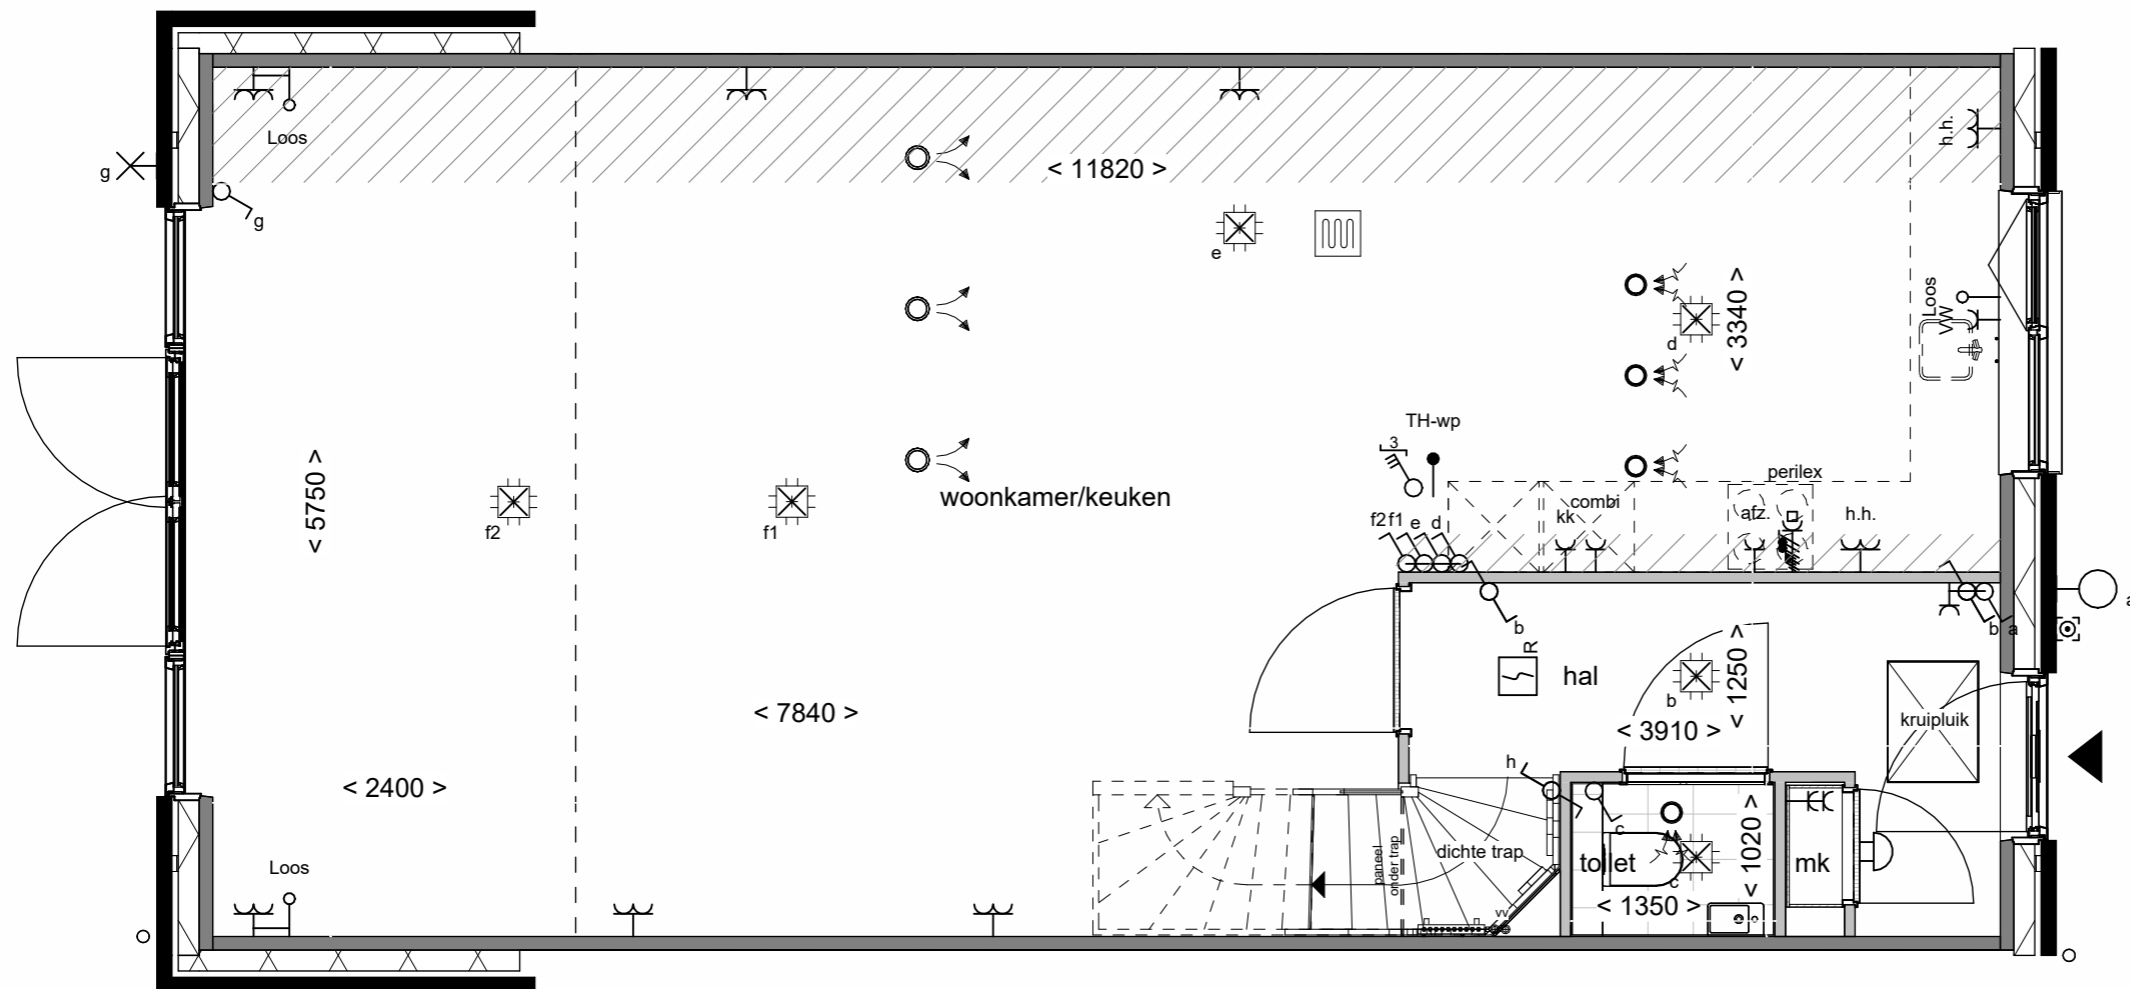 Loos
h.h.
g
< 11820 >
g
e
Loos
VW
d
< 3340 >
TH-wp
3
perilex
< 5750 >
woonkamer/keuken
combi
kk
afz.
h.h.
f2
f1
f2 f1 e d
b
b a
a
R
hal
< 1250 >
b
< 7840 >
kruipluik
< 3910 >
h
< 2400 >
c
paneel
onder trap
dichte trap
toilet
< 1020 >
mk
Loos
c
< 1350 >
vv